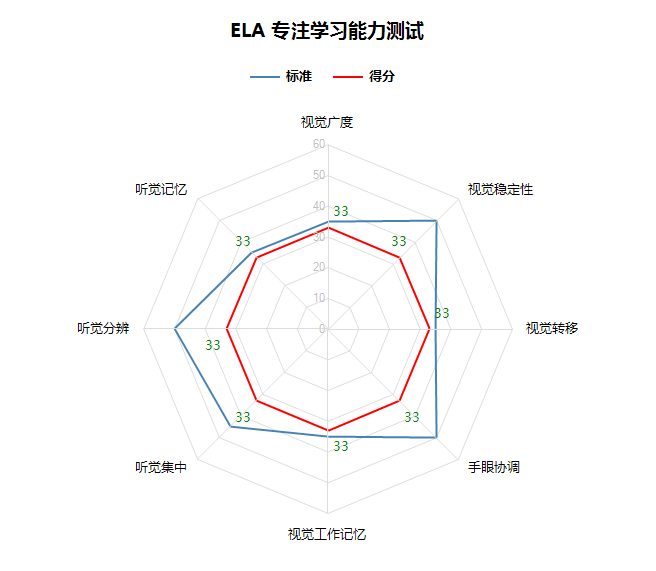 ELA 专注学习能力测试
标准 得分
视觉广度
60
听觉记忆 视觉稳定性
50
40
33
33 33
30
20
33
10
听觉分辨 0 视觉转移
33
33 33
33
听觉集中 手眼协调
视觉工作记忆